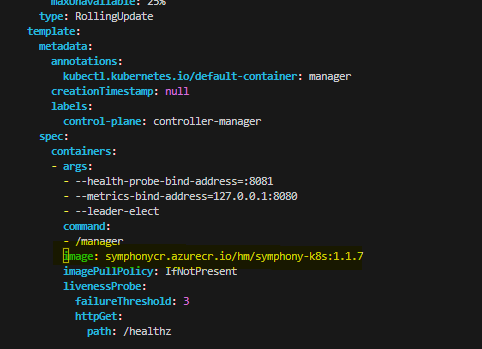 maxUnavailable: 25%
type: RollingUpdate
template:
metadata:
annotations:
kubectl.kubernetes.io/default-container: manager
creationTimestamp: null
labels:
control-plane: controller-manager
spec:
containers:
- args:
- --health-probe-bind-address=:8081
- --metrics-bind-address=127.0.0.1:8080
- --leader-elect
command:
- /manager
image: symphonycr.azurecr.io/hm/symphony-k8s:1.1.7
imagePullPolicy: IfNotPresent
livenessProbe:
failureThreshold: 3
httpGet:
path: /healthz